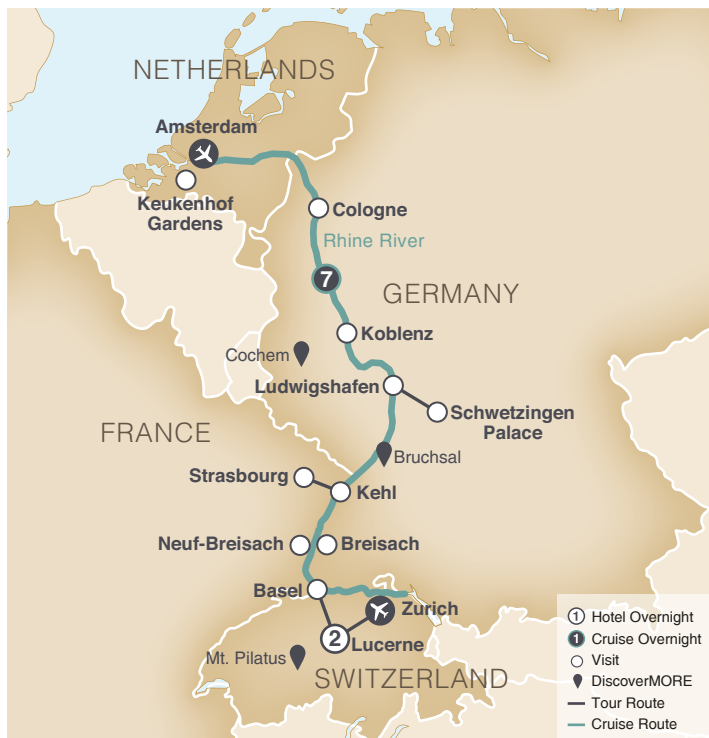 NETHERLANDS
Amsterdam
Keukenhof
Gardens
Cologne
Rhine River
7
GERMANY
Koblenz
Cochem
Ludwigshafen
Schwetzingen
Palace
FRANCE
Bruchsal
Strasbourg
Kehl
Neuf-Breisach
Breisach
Basel
Zurich
2
Lucerne
Mt. Pilatus
SWITZERLAND
1 Hotel Overnight
1 Cruise Overnight
Visit
DiscoverMORE
Tour Route
Cruise Route